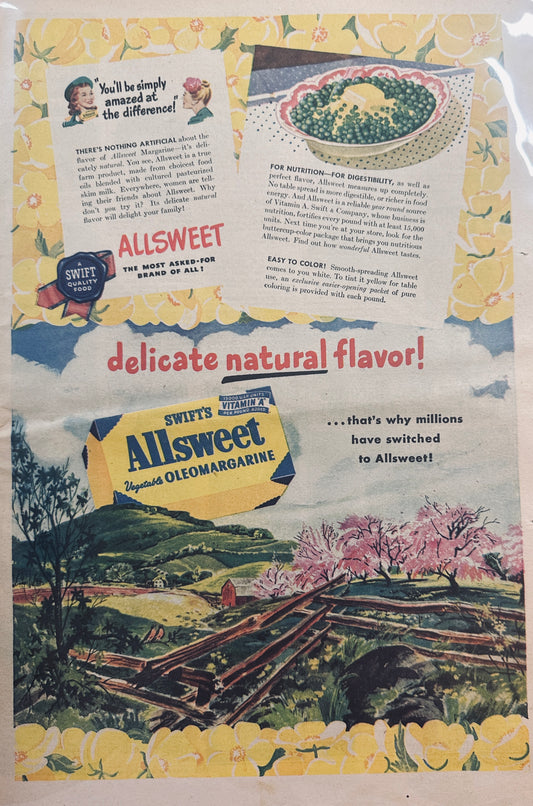 "You'll be simply
amazed at
the difference!"
THERE'S NOTHING ARTIFICIAL about the
flavor of Allsweet Margarine—it's deli-
cately natural. You see, Allsweet is a true
farm product, made from choicest food
oils blended with cultured pasteurized
skim milk. Everywhere, women are tell-
ing their friends about Allsweet. Why
don't you try it? Its delicate natural
flavor will delight your family!
ALLSWEET
THE MOST ASKED-FOR
BRAND OF ALL!
A
SWIFT
QUALITY
FOOD
FOR NUTRITION—FOR DIGESTIBILITY, as well as
perfect flavor, Allsweet measures up completely.
No table spread is more digestible, or richer in food
energy. And Allsweet is a reliable year round source
of Vitamin A. Swift & Company, whose business is
nutrition, fortifies every pound with at least 15,000
units. Next time you're at your store, look for the
buttercup-color package that brings you nutritious
Allsweet. Find out how wonderful Allsweet tastes.
EASY TO COLOR! Smooth-spreading Allsweet
comes to you white. To tint it yellow for table
use, an exclusive easier-opening packet of pure
coloring is provided with each pound.
delicate natural flavor!
15,000 U.S.P. UNITS
VITAMIN A
PER POUND ADDED
SWIFT'S
Allsweet
Vegetable OLEOMARGARINE
...that's why millions
have switched
to Allsweet!